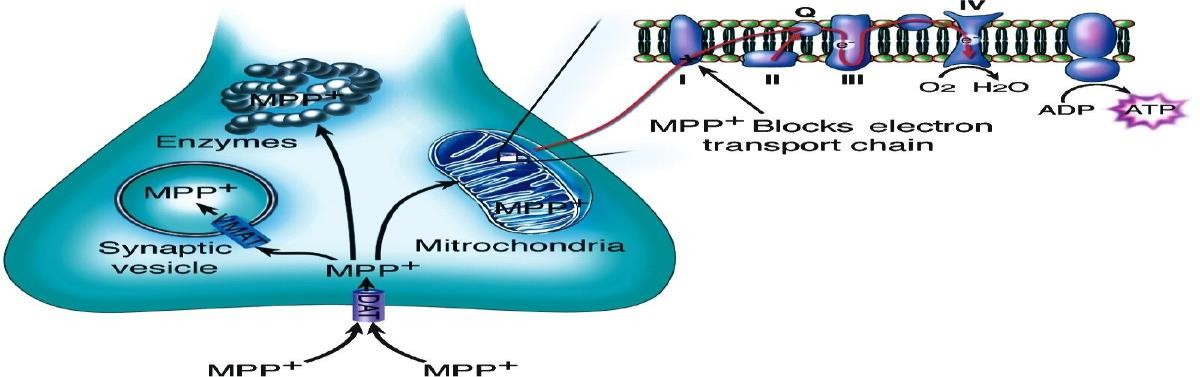 Q
IV
e-
e-
I
II
III
O2 H2O
ADP
ATP
MPP+ Blocks electron
transport chain
MPP+
Enzymes
MPP+
VMAT
Synaptic
vesicle
MPP+
Mitrochondria
MPP+
DAT
MPP+
MPP+